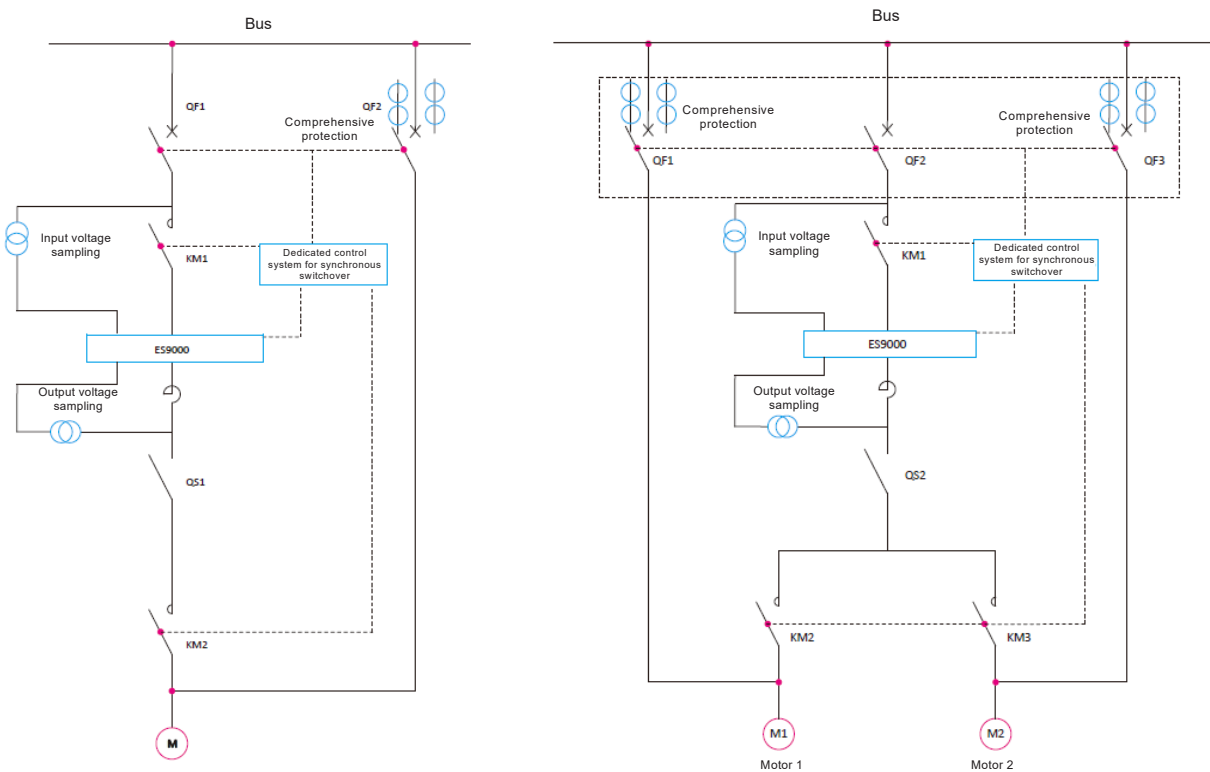 Bus
QF1
QF2
Comprehensive
protection
Input voltage
sampling
KM1
Dedicated control
system for synchronous
switchover
ES9000
Output voltage
sampling
QS1
KM2
M
Bus
Comprehensive
protection
Comprehensive
protection
QF1
QF2
QF3
Input voltage
sampling
KM1
Dedicated control
system for synchronous
switchover
ES9000
Output voltage
sampling
QS2
KM2
KM3
M1
M2
Motor 1
Motor 2